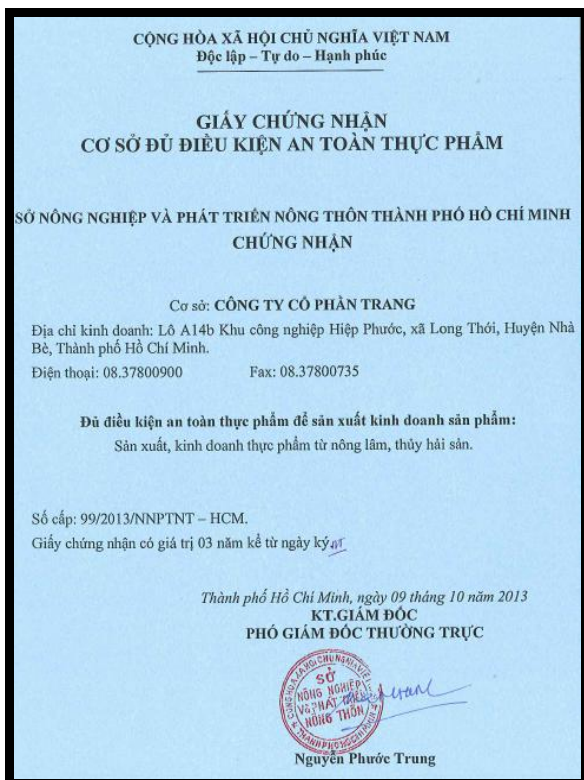 CỘNG HÒA XÃ HỘI CHỦ NGHĨA VIỆT NAM
Độc lập – Tự do – Hạnh phúc
GIẤY CHỨNG NHẬN
CƠ SỞ ĐỦ ĐIỀU KIỆN AN TOÀN THỰC PHẨM
SỞ NÔNG NGHIỆP VÀ PHÁT TRIỂN NÔNG THÔN THÀNH PHỐ HỒ CHÍ MINH
CHỨNG NHẬN
Cơ sở: CÔNG TY CỔ PHẦN TRANG
Địa chỉ kinh doanh: Lô A14b Khu công nghiệp Hiệp Phước, xã Long Thới, Huyện Nhà
Bè, Thành phố Hồ Chí Minh.
Điện thoại: 08.37800900 Fax: 08.37800735
Đủ điều kiện an toàn thực phẩm để sản xuất kinh doanh sản phẩm:
Sản xuất, kinh doanh thực phẩm từ nông lâm, thủy hải sản.
Số cấp: 99/2013/NNPTNT – HCM.
Giấy chứng nhận có giá trị 03 năm kể từ ngày ký.
Thành phố Hồ Chí Minh, ngày 09 tháng 10 năm 2013
KT.GIÁM ĐỐC
PHÓ GIÁM ĐỐC THƯỜNG TRỰC
SỞ
NÔNG NGHIỆP
VÀ PHÁT TRIỂN
NÔNG THÔN
Nguyễn Phước Trung